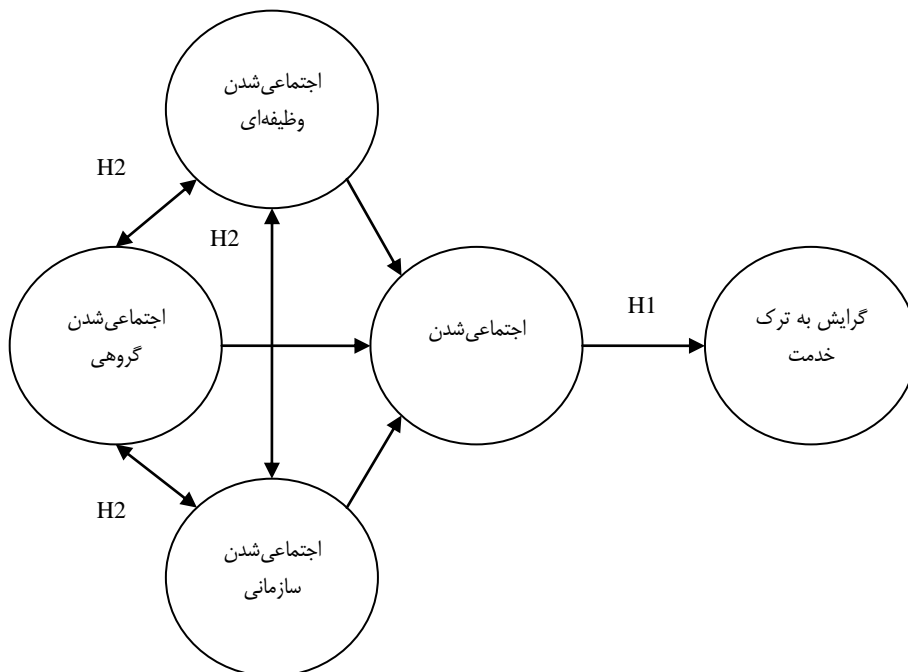 اجتماعی‌شدن
وظیفه‌ای
H2
H2
اجتماعی‌شدن
گروهی
اجتماعی‌شدن
H1
گرایش به ترک
خدمت
H2
اجتماعی‌شدن
سازمانی